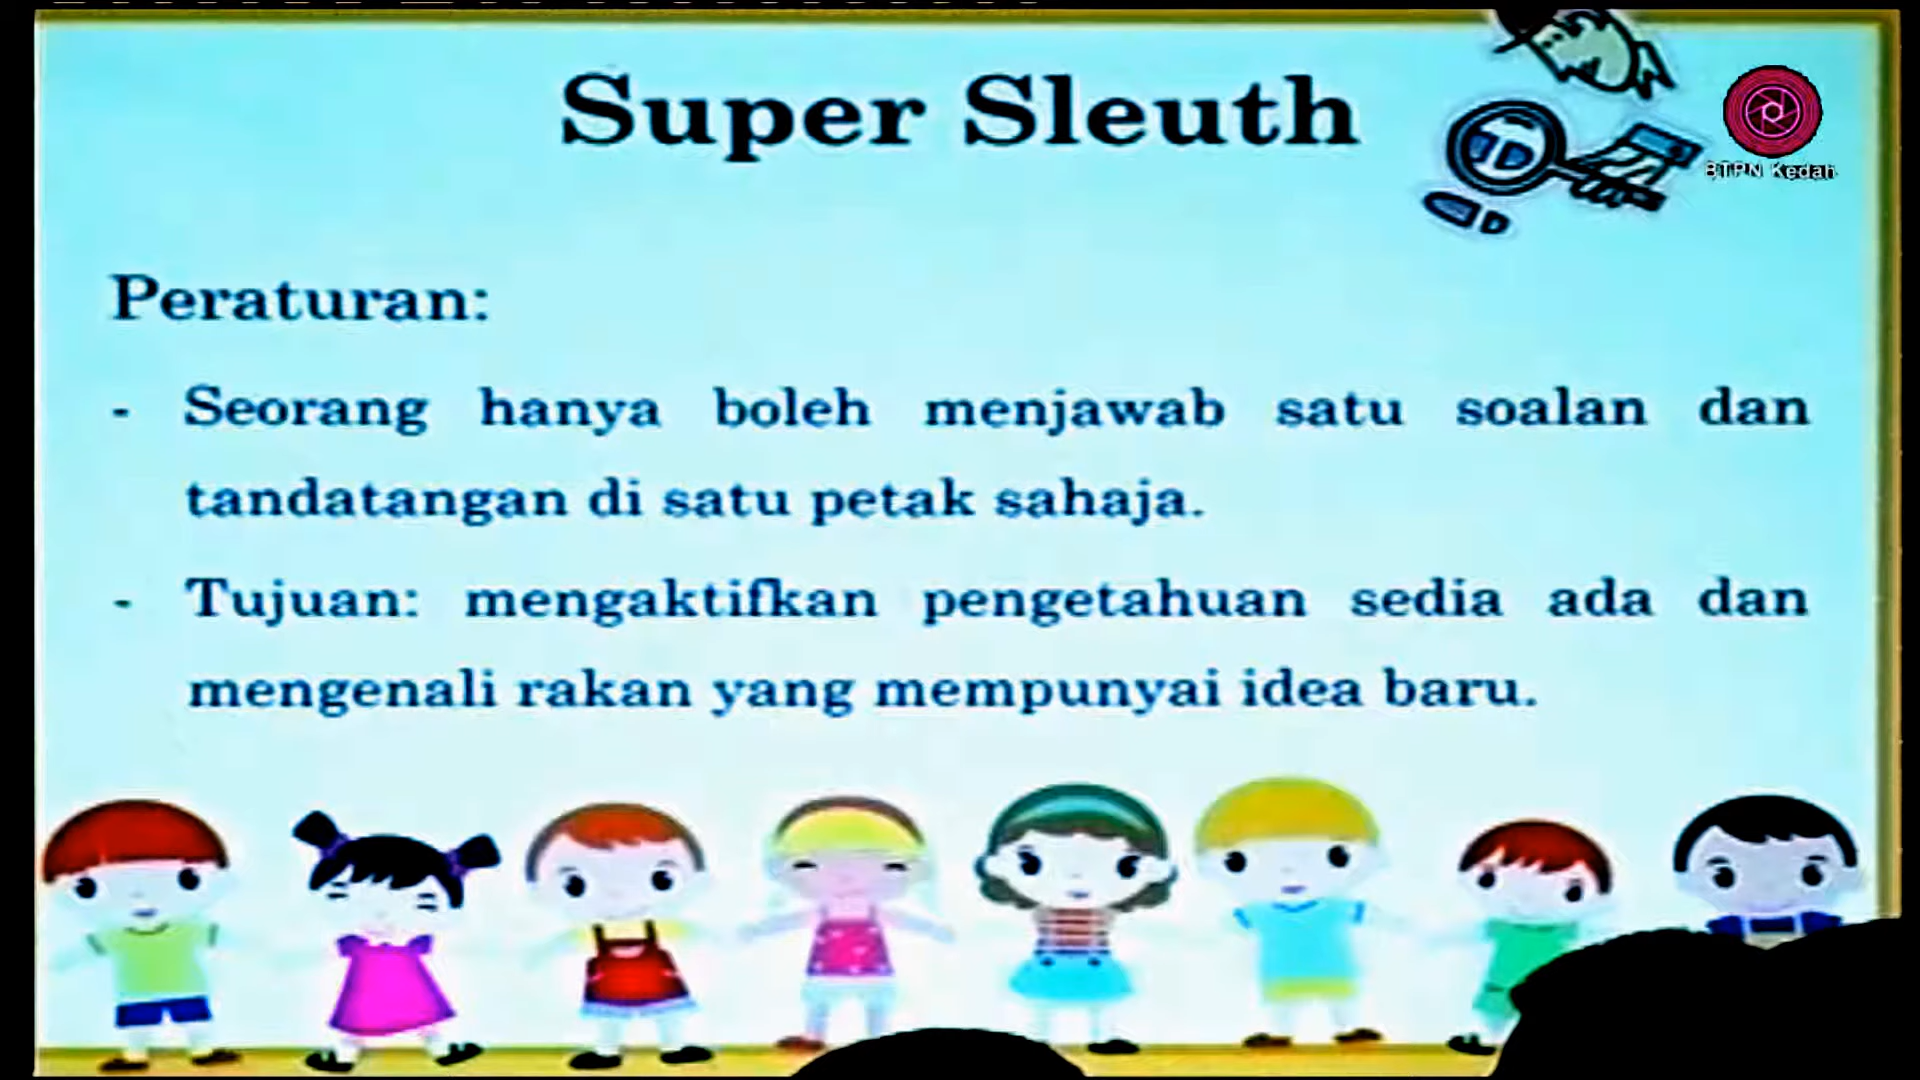 Super Sleuth
BTPN Kedah
Peraturan:
- Seorang hanya boleh menjawab satu soalan dan
tandatangan di satu petak sahaja.
- Tujuan: mengaktifkan pengetahuan sedia ada dan
mengenali rakan yang mempunyai idea baru.